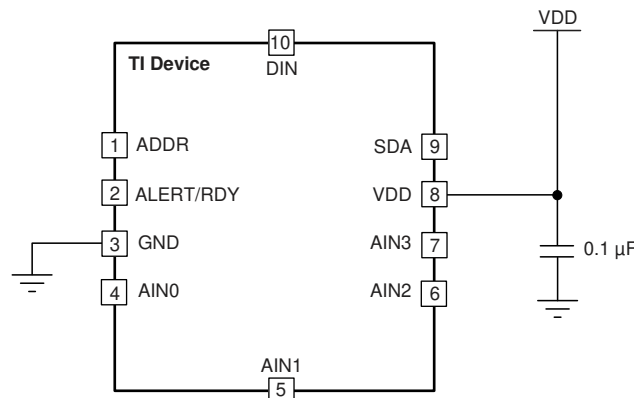 VDD
10
TI Device
DIN
1 ADDR
SDA 9
2 ALERT/RDY
VDD 8
3 GND
AIN3 7
0.1 µF
4 AIN0
AIN2 6
AIN1
5